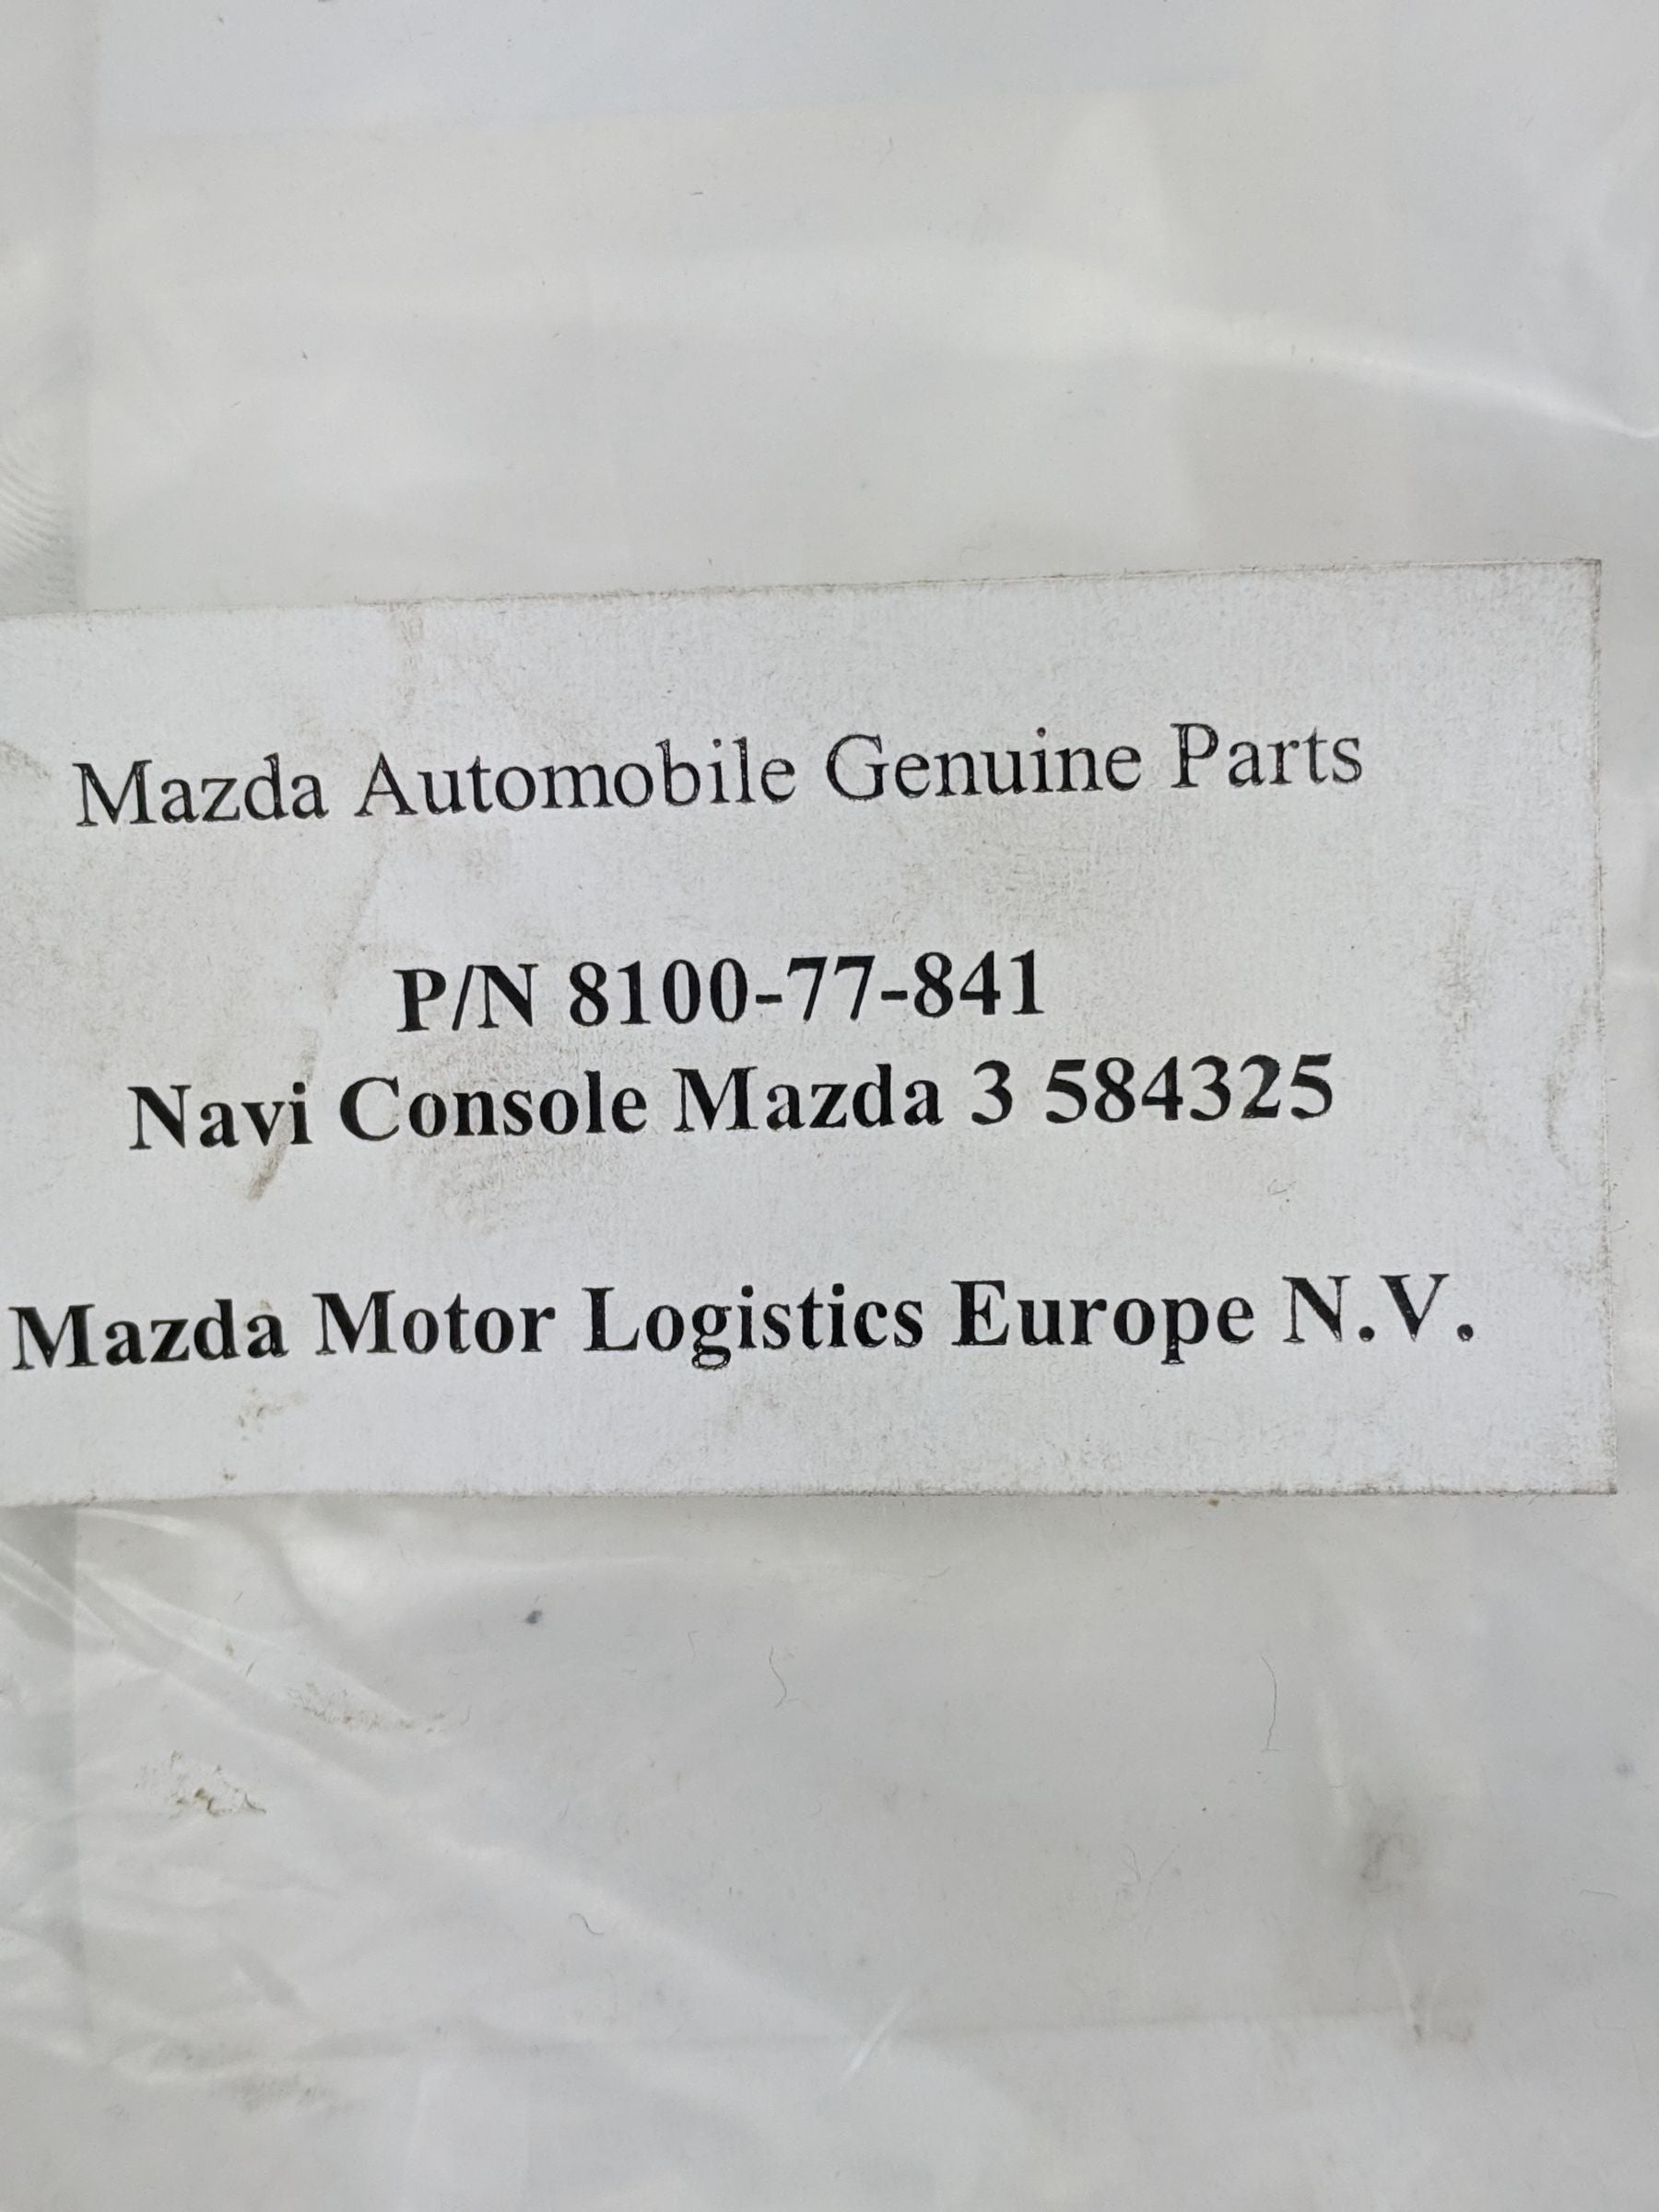 Mazda Automobile Genuine Parts
P/N 8100-77-841
Navi Console Mazda 3 584325
Mazda Motor Logistics Europe N.V.